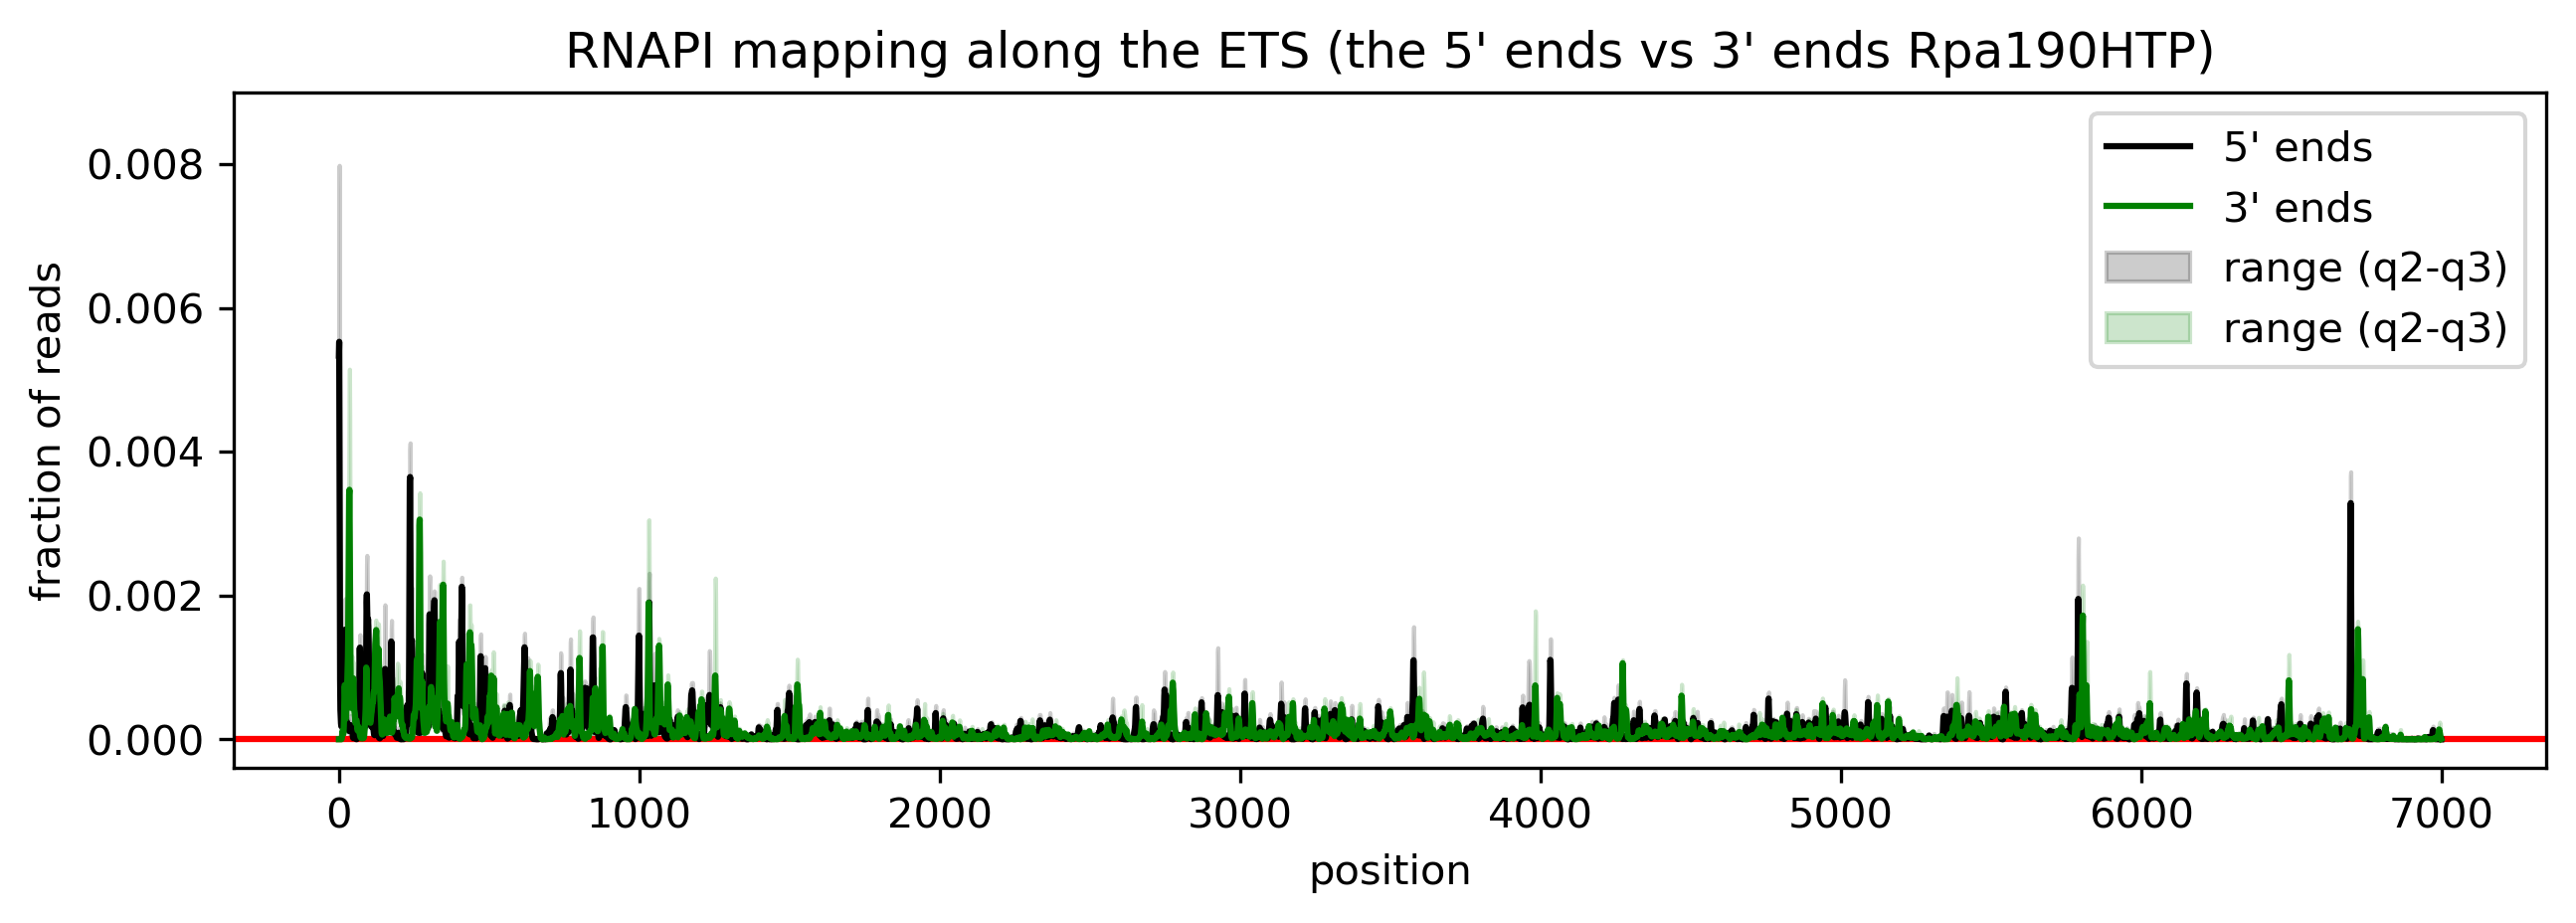 RNAPI mapping along the ETS (the 5' ends vs 3' ends Rpa190HTP)
fraction of reads
0.008
0.006
0.004
0.002
0.000
5' ends
3' ends
range (q2-q3)
range (q2-q3)
0 1000 2000 3000 4000 5000 6000 7000
position